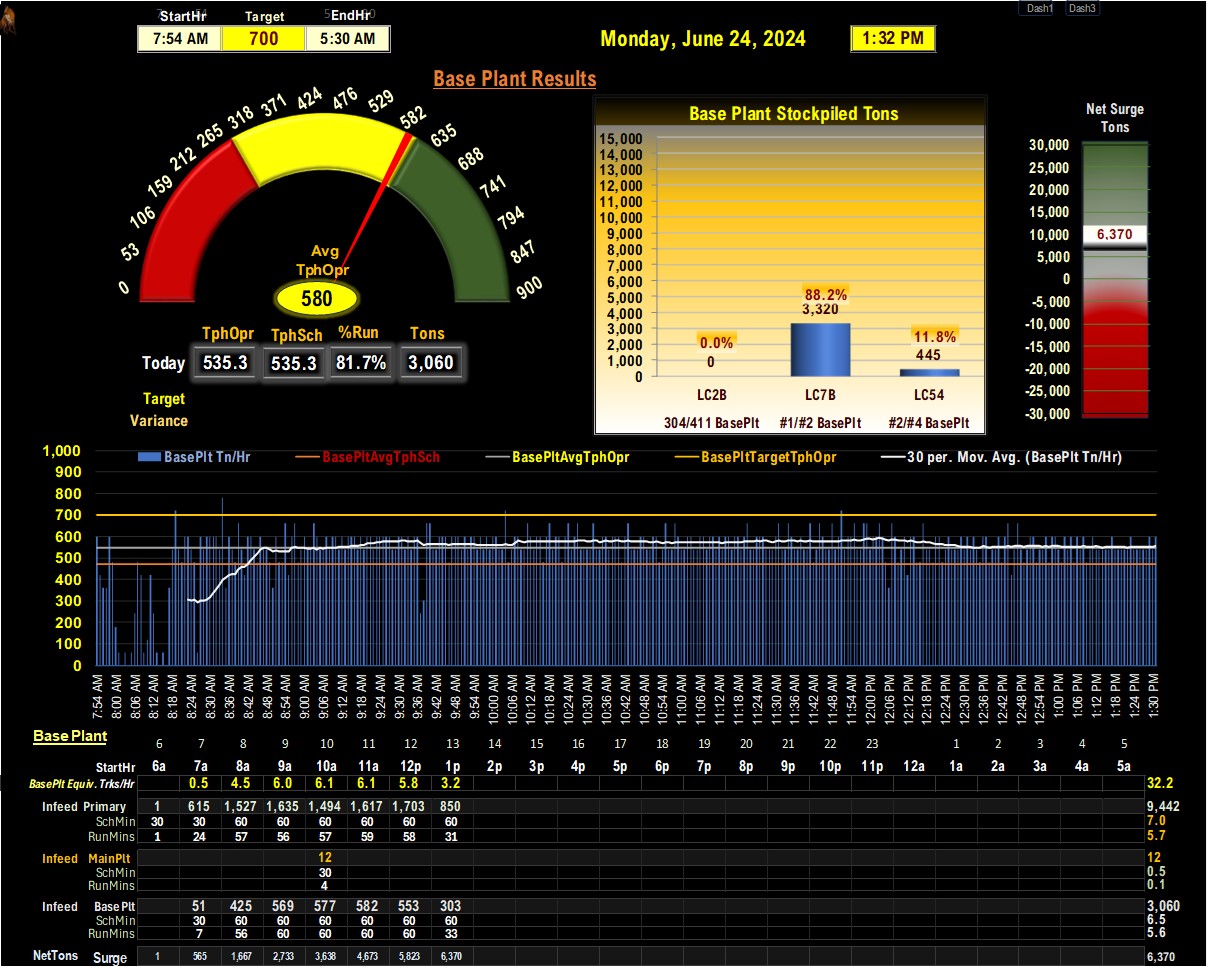 Dash1 Dash3
StartHr Target EndHr
7:54 AM 700 5:30 AM
Monday, June 24, 2024 1:32 PM
Base Plant Results
0 53 106 159 212 265 318 371 424 476 529 582 635 688 741 794 847 900
Avg
TphOpr
580
TphOpr TphSch %Run Tons
Today 535.3 535.3 81.7% 3,060
Target
Variance
Base Plant Stockpiled Tons
15,000
14,000
13,000
12,000
11,000
10,000
9,000
8,000
7,000
6,000
5,000
4,000
3,000
2,000
1,000
0
0.0% 88.2% 11.8%
0 3,320 445
LC2B LC7B LC54
304/411 BasePlt #1/#2 BasePlt #2/#4 BasePlt
Net Surge
Tons
30,000
25,000
20,000
15,000
10,000
5,000
0
-5,000
-10,000
-15,000
-20,000
-25,000
-30,000
6,370
BasePlt Tn/Hr BasePltAvgTphSch BasePltAvgTphOpr BasePltTargetTphOpr 30 per. Mov. Avg. (BasePlt Tn/Hr)
1,000
900
800
700
600
500
400
300
200
100
0
7:54 AM 8:00 AM 8:06 AM 8:12 AM 8:18 AM 8:24 AM 8:30 AM 8:36 AM 8:42 AM 8:48 AM 8:54 AM 9:00 AM 9:06 AM 9:12 AM 9:18 AM 9:24 AM 9:30 AM 9:36 AM 9:42 AM 9:48 AM 9:54 AM 10:00 AM 10:06 AM 10:12 AM 10:18 AM 10:24 AM 10:30 AM 10:36 AM 10:42 AM 10:48 AM 10:54 AM 11:00 AM 11:06 AM 11:12 AM 11:18 AM 11:24 AM 11:30 AM 11:36 AM 11:42 AM 11:48 AM 11:54 AM 12:00 PM 12:06 PM 12:12 PM 12:18 PM 12:24 PM 12:30 PM 12:36 PM 12:42 PM 12:48 PM 12:54 PM 1:00 PM 1:06 PM 1:12 PM 1:18 PM 1:24 PM 1:30 PM
Base Plant
6 7 8 9 10 11 12 13 14 15 16 17 18 19 20 21 22 23 1 2 3 4 5
StartHr 6a 7a 8a 9a 10a 11a 12p 1p 2p 3p 4p 5p 6p 7p 8p 9p 10p 11p 12a 1a 2a 3a 4a 5a
BasePlt Equiv. Trks/Hr 0.5 4.5 6.0 6.1 6.1 5.8 3.2 32.2
Infeed Primary 1 615 1,527 1,635 1,494 1,617 1,703 850 9,442
SchMin 30 30 60 60 60 60 60 60 7.0
RunMins 1 24 57 56 57 59 58 31 5.7
Infeed MainPlt 12 12
SchMin 30 0.5
RunMins 4 0.1
Infeed BasePlt 51 425 569 577 582 553 303 3,060
SchMin 30 60 60 60 60 60 60 6.5
RunMins 7 56 60 60 60 60 33 5.6
NetTons Surge 1 565 1,667 2,733 3,638 4,673 5,823 6,370 6,370